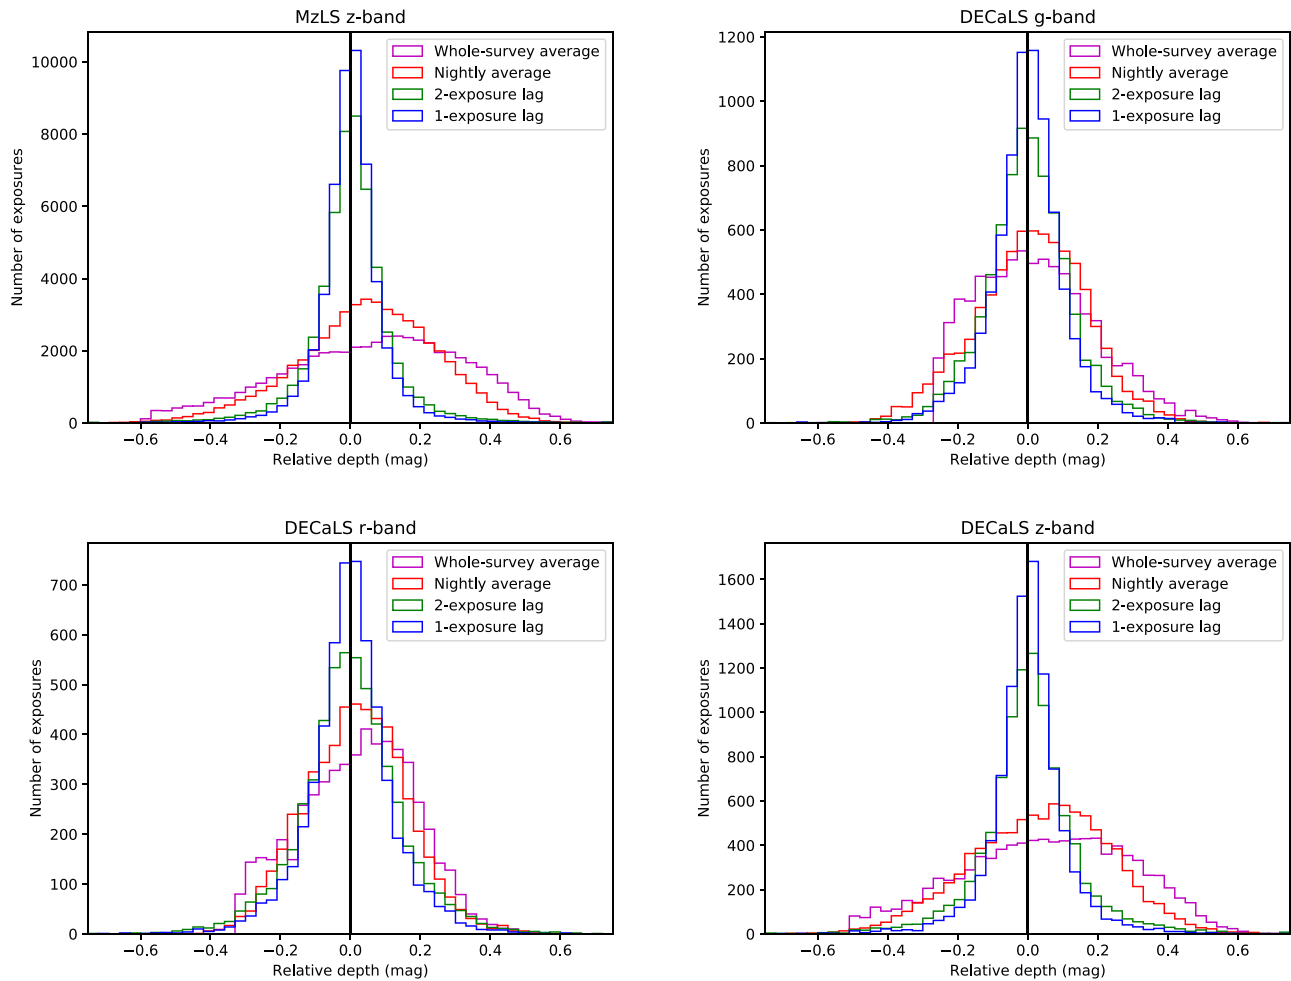 MzLS z-band
Number of exposures
10000
8000
6000
4000
2000
0
Whole-survey average
Nightly average
2-exposure lag
1-exposure lag
−0.6 −0.4 −0.2 0.0 0.2 0.4 0.6
Relative depth (mag)
DECaLS g-band
Number of exposures
1200
1000
800
600
400
200
0
Whole-survey average
Nightly average
2-exposure lag
1-exposure lag
−0.6 −0.4 −0.2 0.0 0.2 0.4 0.6
Relative depth (mag)
DECaLS r-band
Number of exposures
700
600
500
400
300
200
100
0
Whole-survey average
Nightly average
2-exposure lag
1-exposure lag
−0.6 −0.4 −0.2 0.0 0.2 0.4 0.6
Relative depth (mag)
DECaLS z-band
Number of exposures
1600
1400
1200
1000
800
600
400
200
0
Whole-survey average
Nightly average
2-exposure lag
1-exposure lag
−0.6 −0.4 −0.2 0.0 0.2 0.4 0.6
Relative depth (mag)